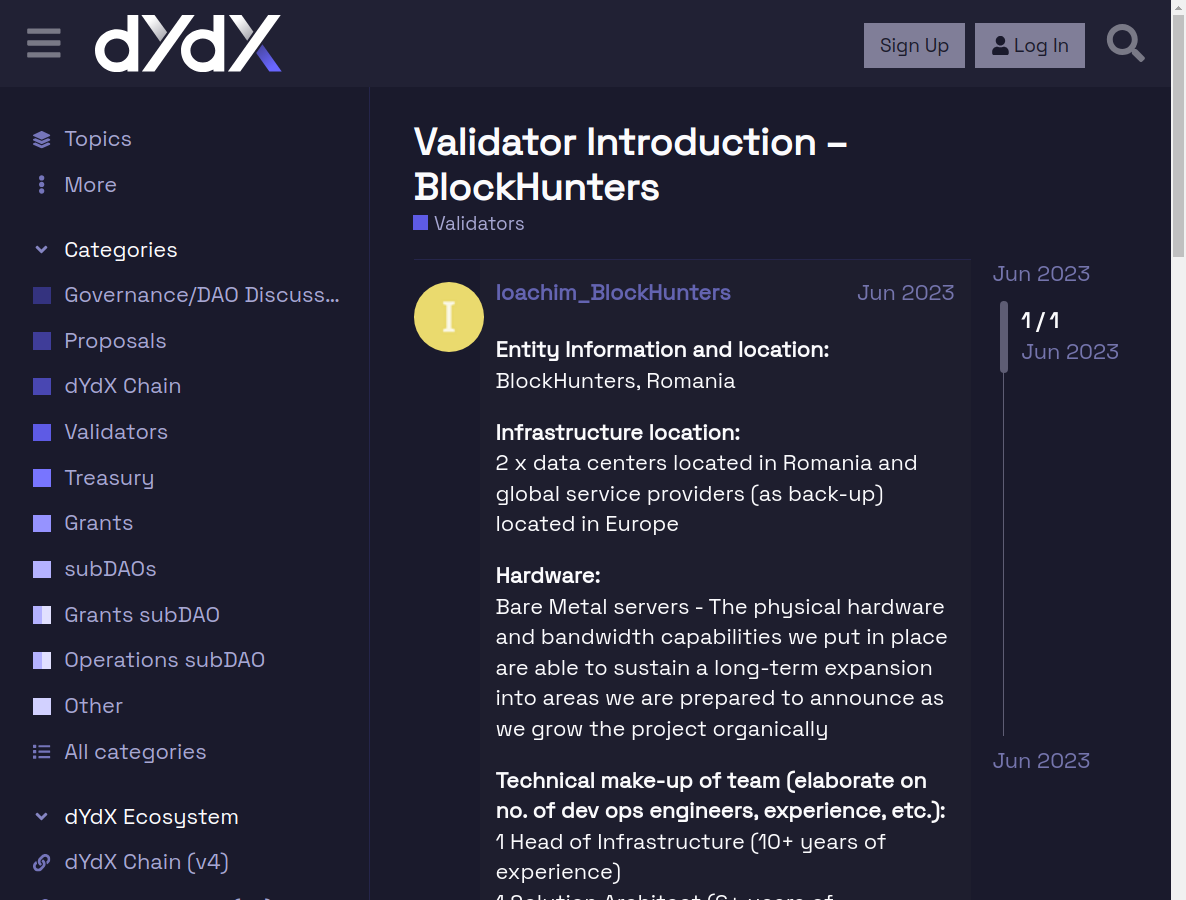 dYdX
Sign Up
Log In
Topics
More
Categories
Governance/DAO Discuss...
Proposals
dYdX Chain
Validators
Treasury
Grants
subDAOs
Grants subDAO
Operations subDAO
Other
All categories
dYdX Ecosystem
dYdX Chain (v4)
Validator Introduction –
BlockHunters
Validators
I
Ioachim_BlockHunters
Jun 2023
Entity Information and location:
BlockHunters, Romania
Infrastructure location:
2 x data centers located in Romania and
global service providers (as back-up)
located in Europe
Hardware:
Bare Metal servers - The physical hardware
and bandwidth capabilities we put in place
are able to sustain a long-term expansion
into areas we are prepared to announce as
we grow the project organically
Technical make-up of team (elaborate on
no. of dev ops engineers, experience, etc.):
1 Head of Infrastructure (10+ years of
experience)
1 Solution Architect (6+ years of
Jun 2023
1 / 1
Jun 2023
Jun 2023